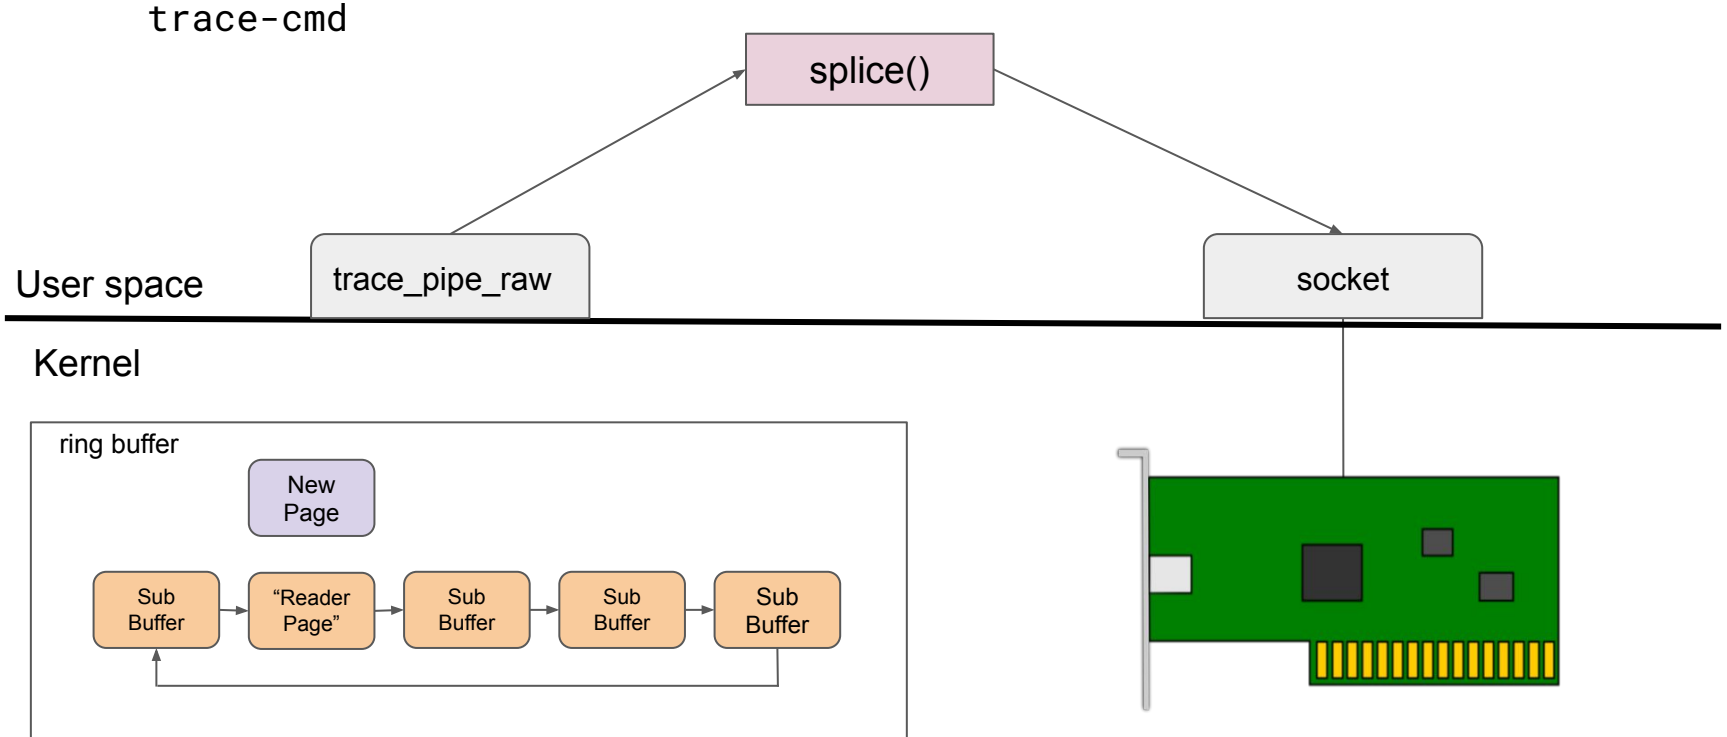 trace-cmd
splice()
trace_pipe_raw
socket
User space
Kernel
ring buffer
New
Page
Sub
Buffer
“Reader
Page”
Sub
Buffer
Sub
Buffer
Sub
Buffer